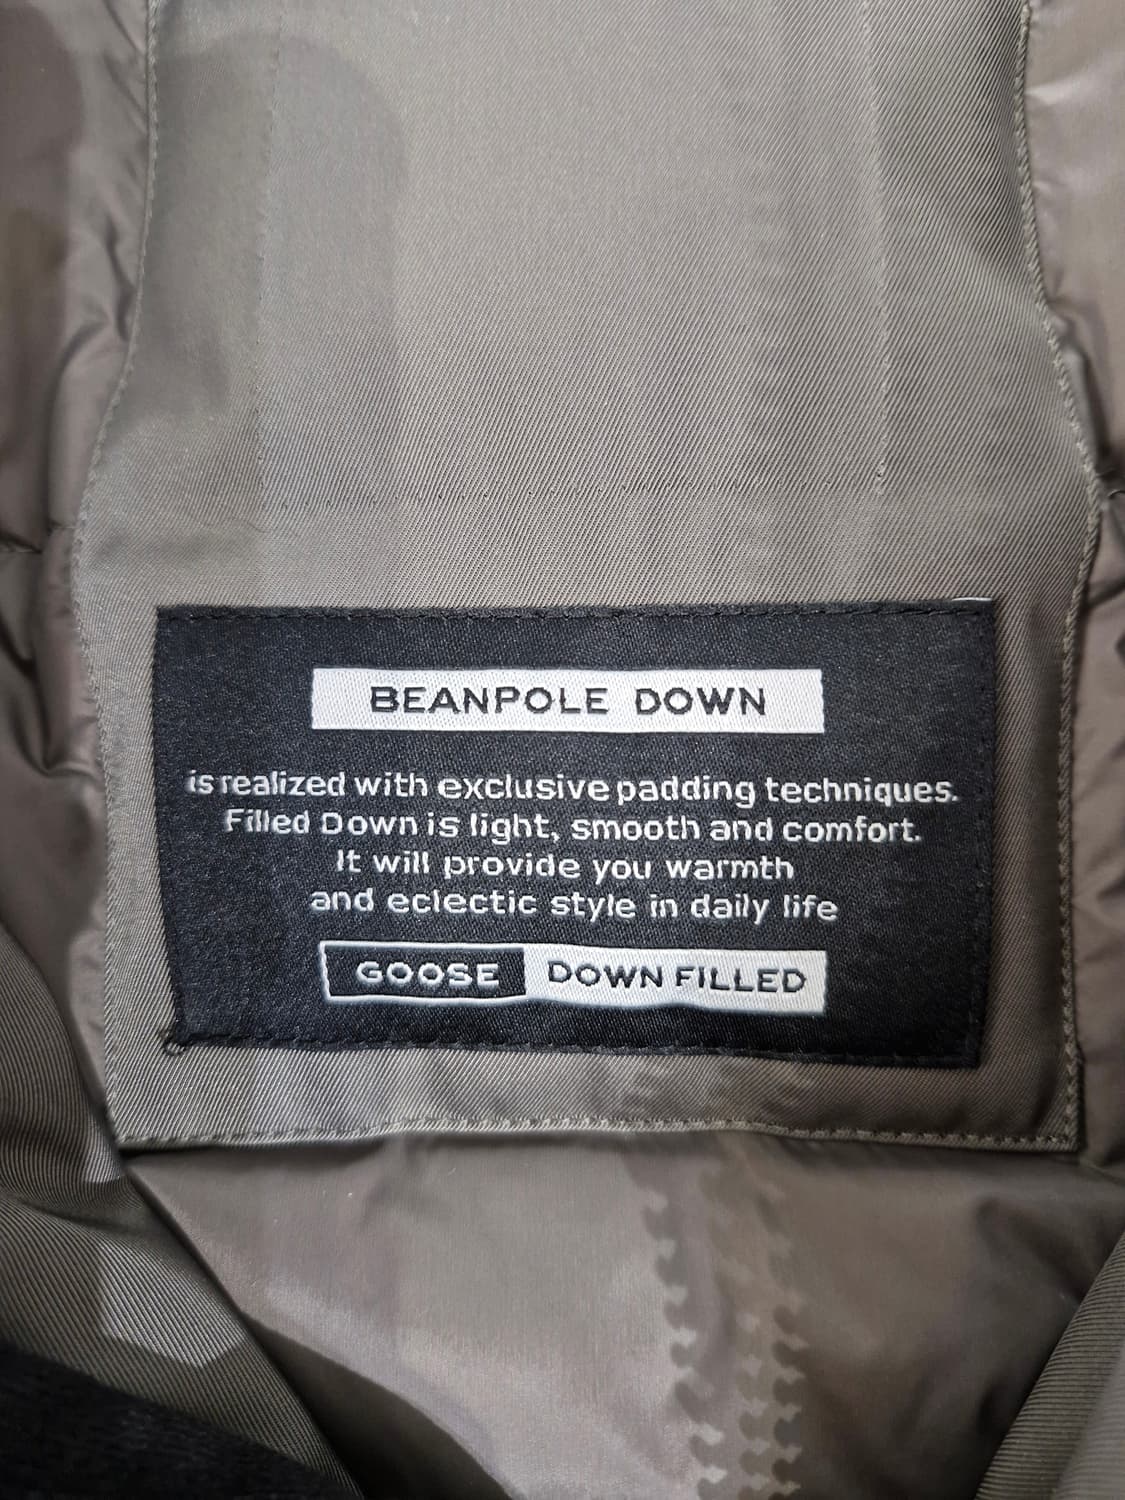 BEANPOLE DOWN
is realized with exclusive padding techniques.
Filled Down is light, smooth and comfort.
It will provide you warmth
and eclectic style in daily life
GOOSE DOWN FILLED